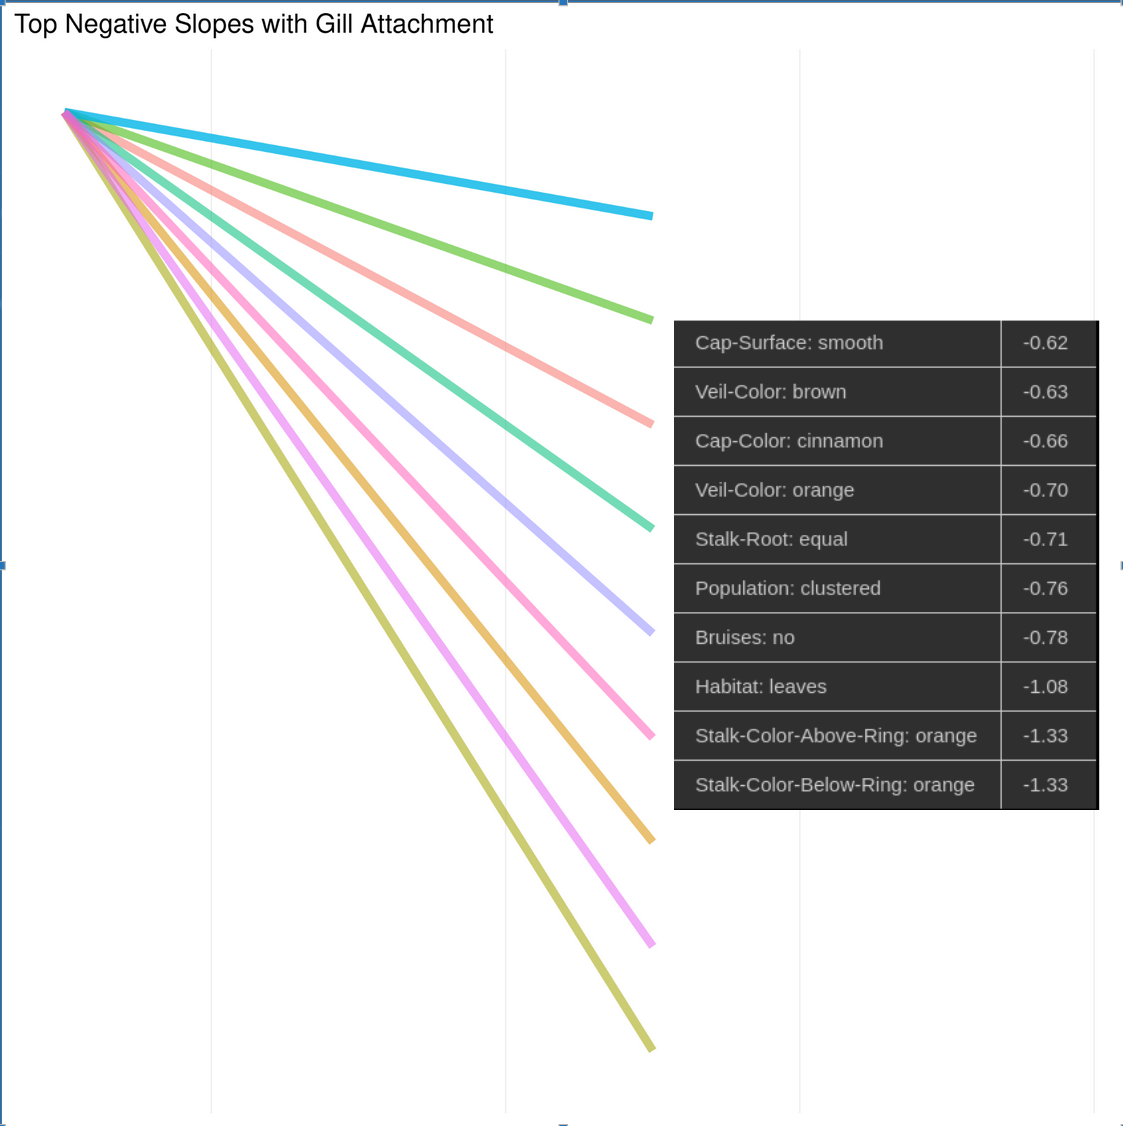 Top Negative Slopes with Gill Attachment
Cap-Surface: smooth -0.62
Veil-Color: brown -0.63
Cap-Color: cinnamon -0.66
Veil-Color: orange -0.70
Stalk-Root: equal -0.71
Population: clustered -0.76
Bruises: no -0.78
Habitat: leaves -1.08
Stalk-Color-Above-Ring: orange -1.33
Stalk-Color-Below-Ring: orange -1.33